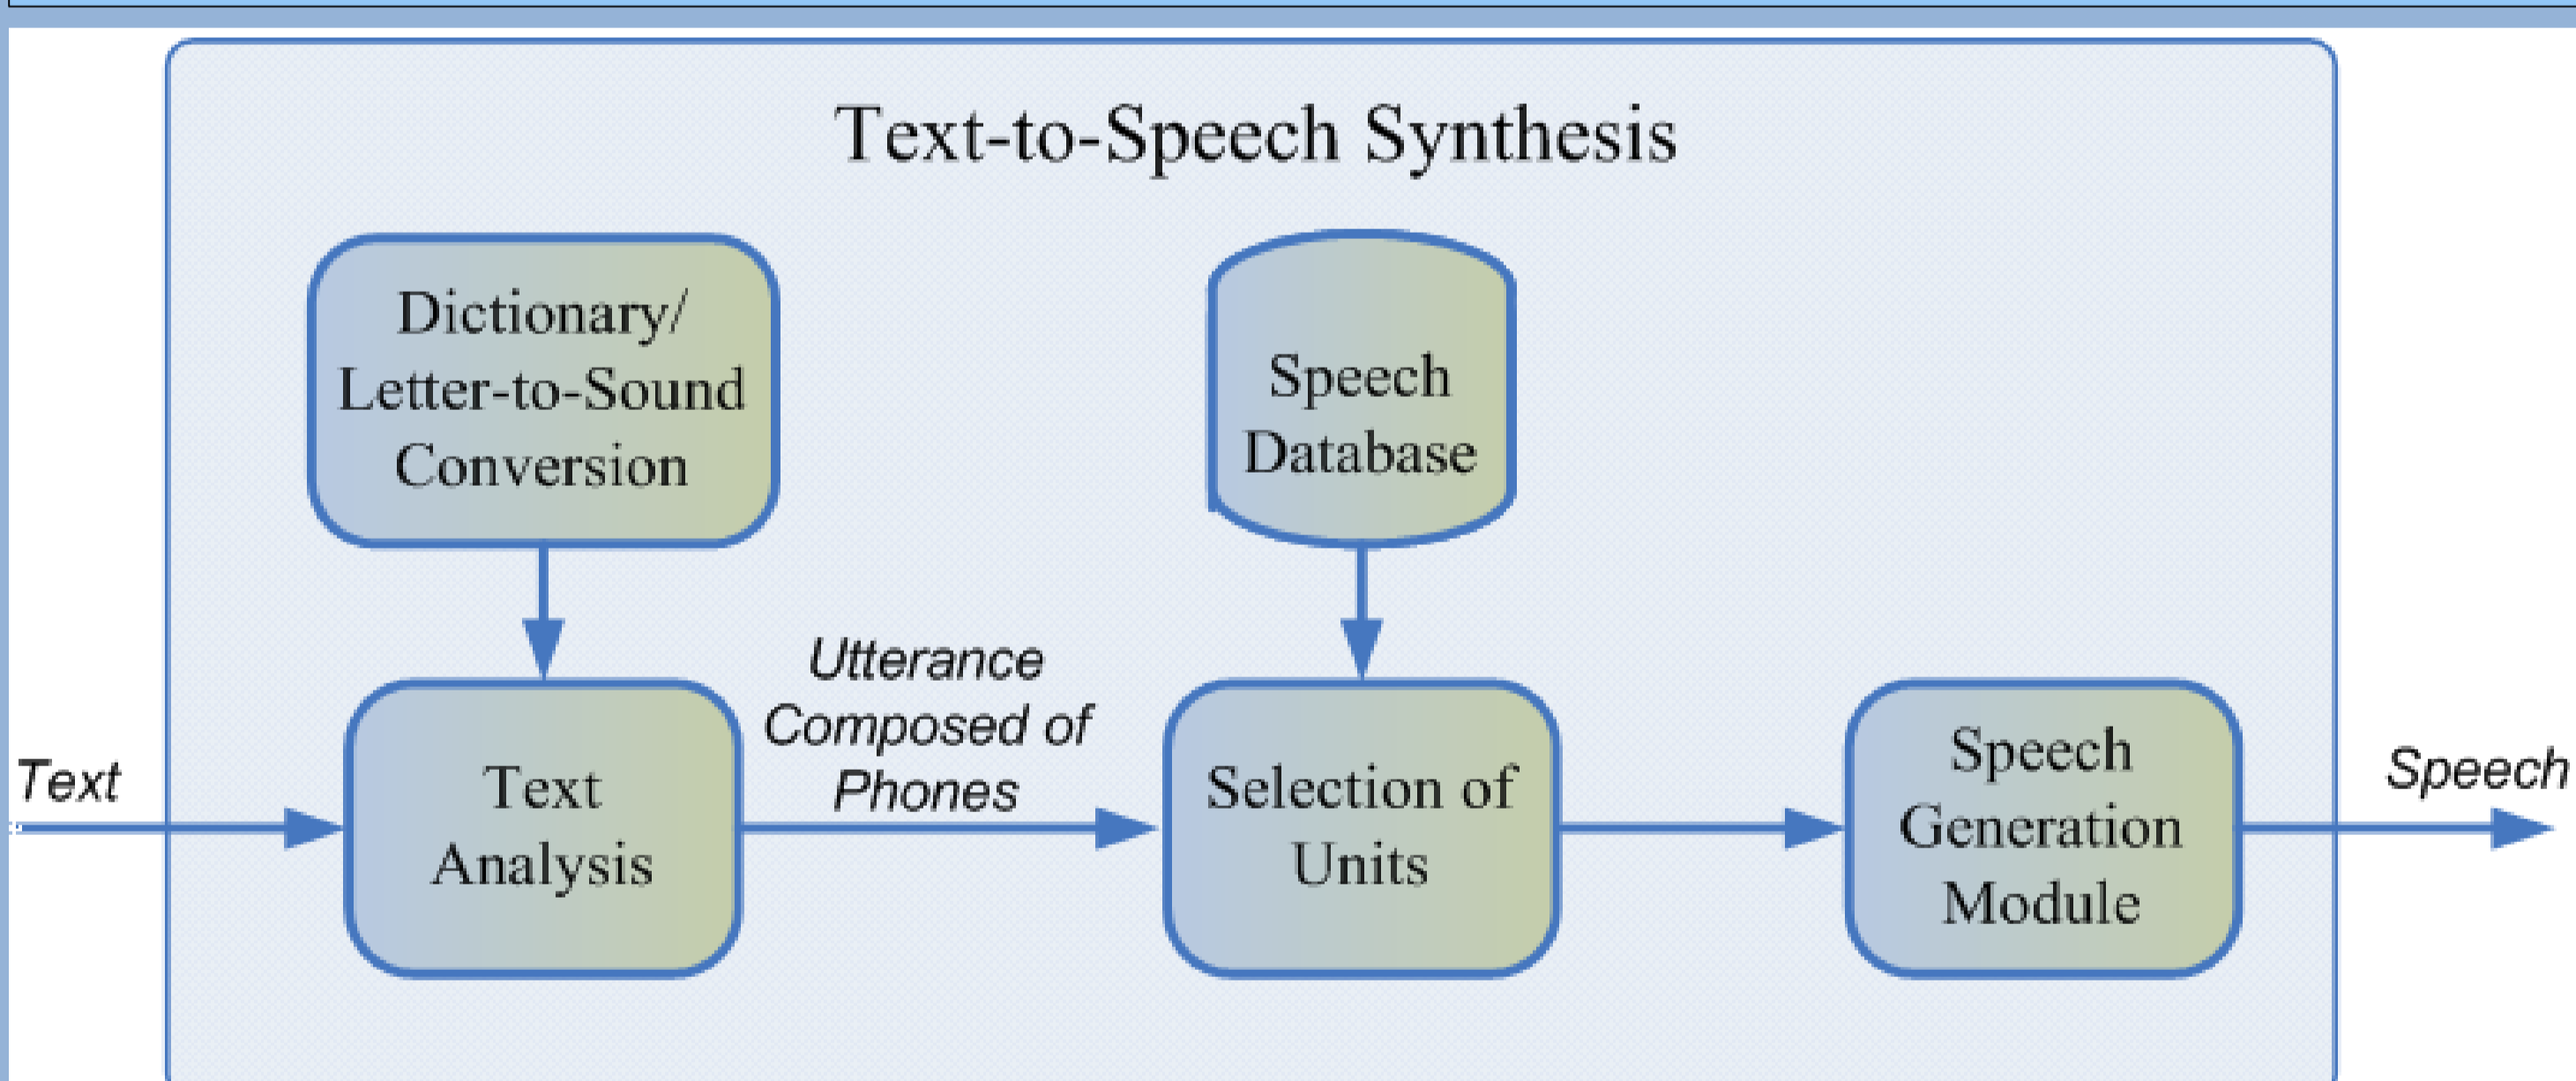 Text-to-Speech Synthesis
Dictionary/
Letter-to-Sound
Conversion
Speech
Database
Text
Text
Analysis
Utterance
Composed of
Phones
Selection of
Units
Speech
Generation
Module
Speech